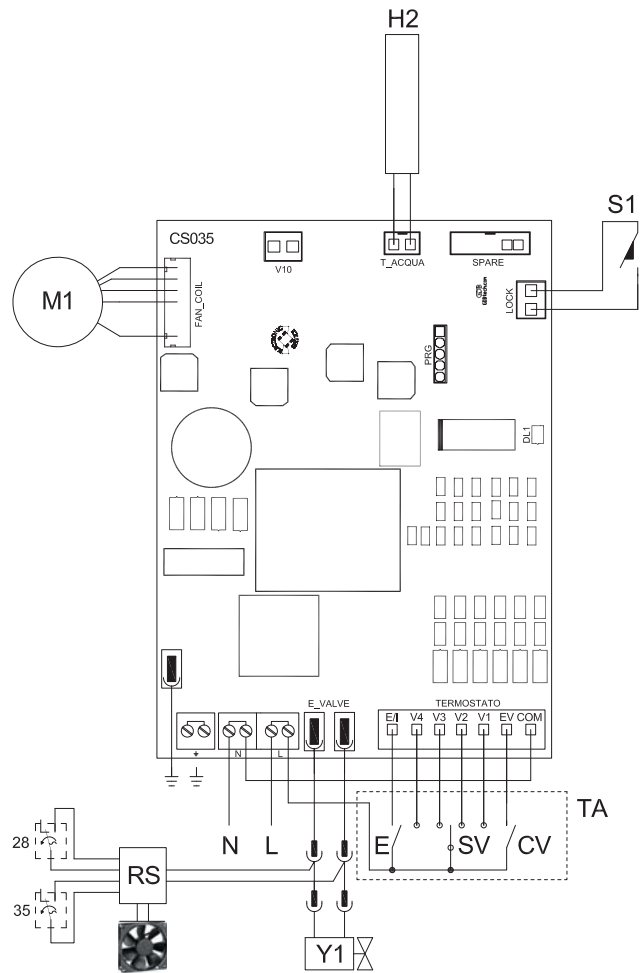 H2
S1
CS035
V10
T_ACQUA
SPARE
M1
FAN_COIL
LOCK
PRG
DL1
E_VALVE
TERMOSTATO
E/I V4 V3 V2 V1 EV COM
N
L
TA
28
N L
E SV CV
RS
35
Y1